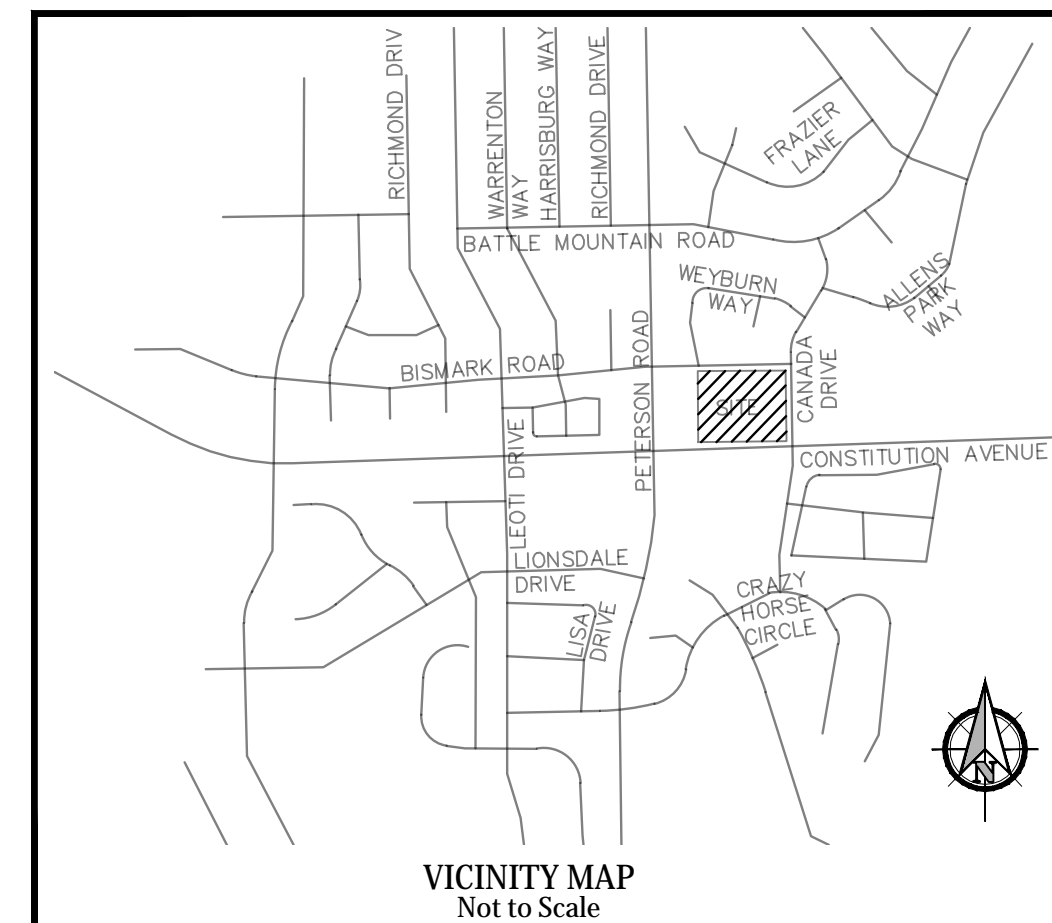 RICHMOND DRIV
WARRENTON
WAY
HARRISBURG WAY
RICHMOND DRIVE
FRAZIER
LANE
BATTLE MOUNTAIN ROAD
WEYBURN
WAY
ALLENS
PARK
WAY
BISMARK ROAD
PETERSON ROAD
SITE
CANADA
DRIVE
CONSTITUTION AVENUE
LEOTI DRIVE
LIONSDALE
DRIVE
LISA
DRIVE
CRAZY
HORSE
CIRCLE
N
VICINITY MAP
Not to Scale